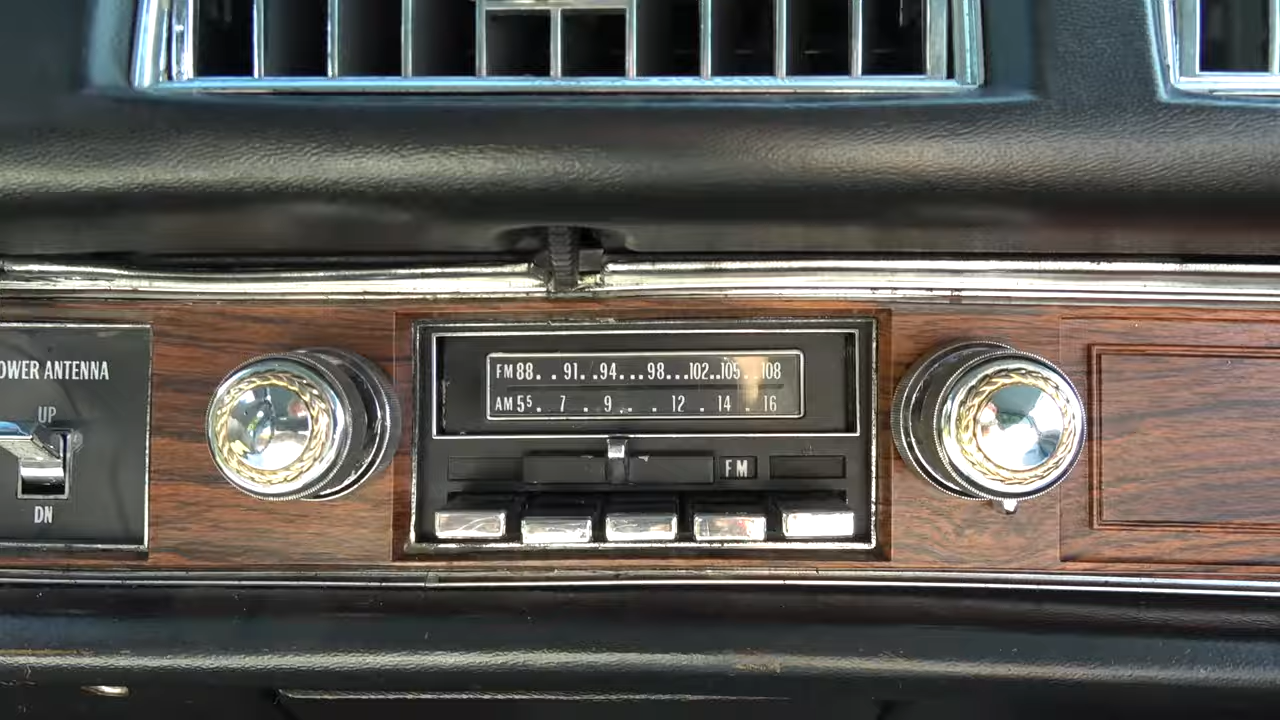 OWER ANTENNA
UP
DN
FM 88. . 91. .94. . .98. . .102. .105. . 108
AM 5⁵. 7 . 9. . . 12 . 14 . 16
FM